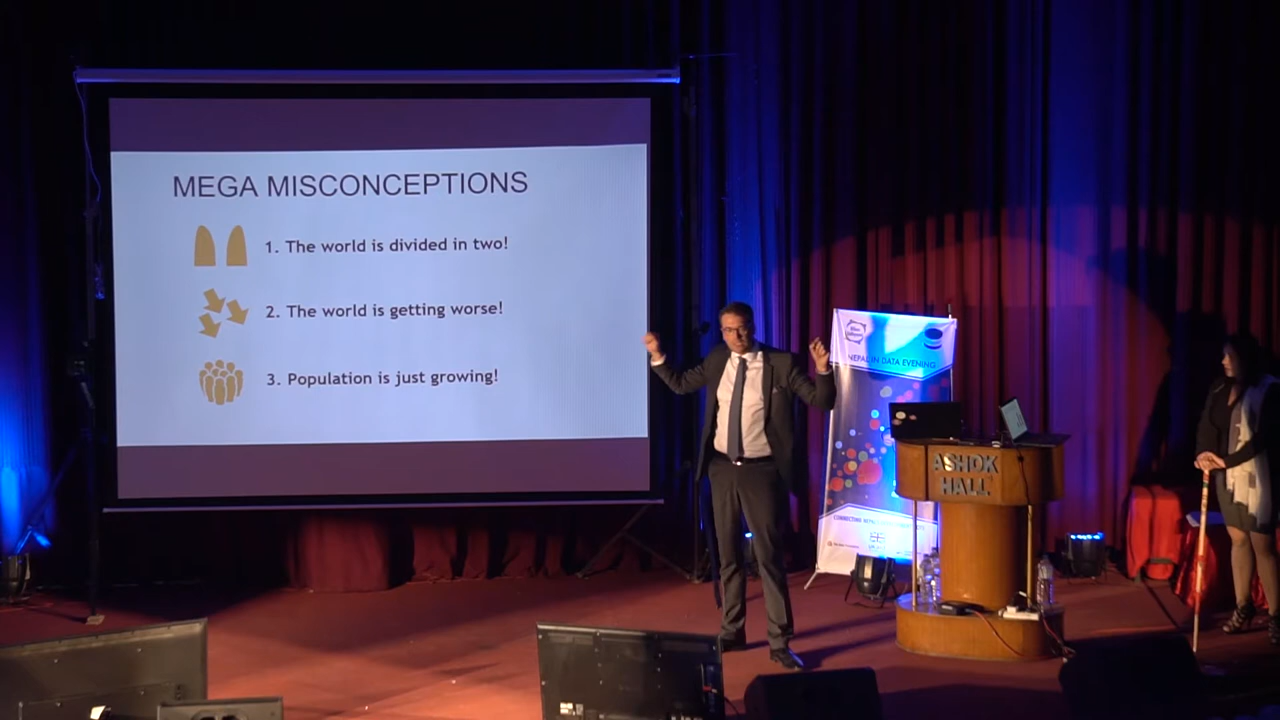 MEGA MISCONCEPTIONS
1. The world is divided in two!
2. The world is getting worse!
3. Population is just growing!
NEPAL IN DATA EVENING
ASHOK
HALL